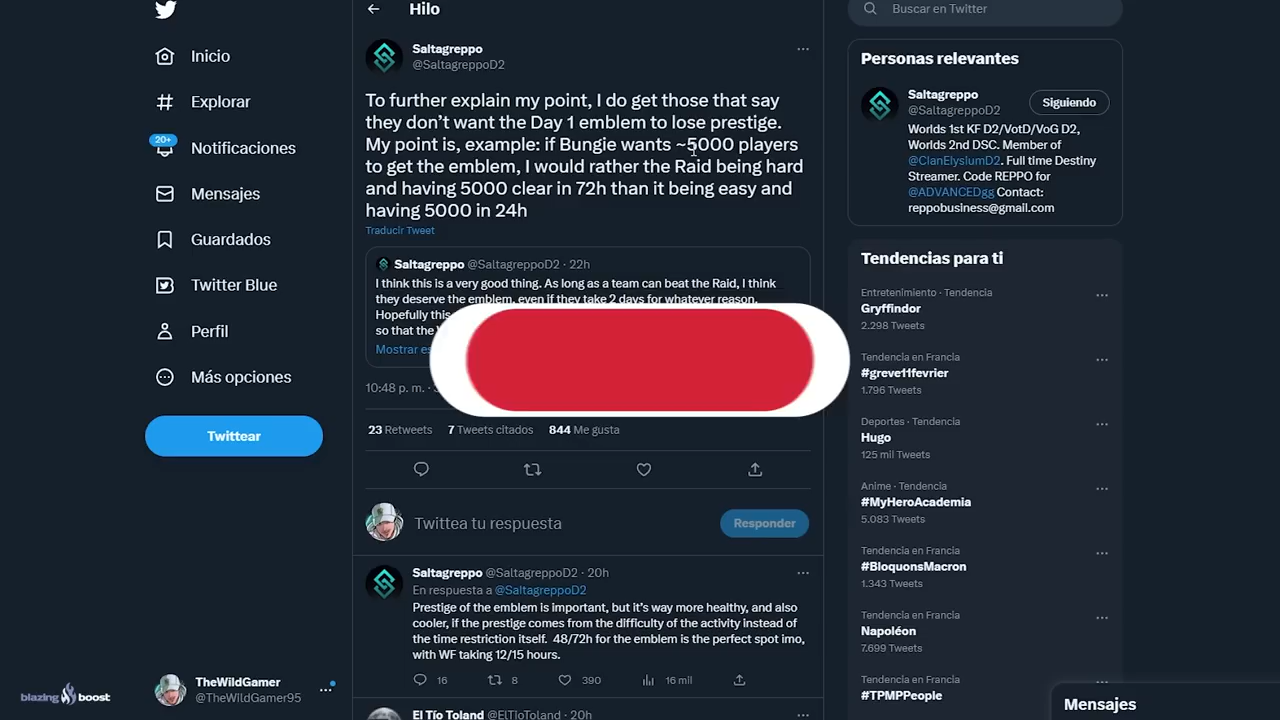 Hilo
Buscar en Twitter
Inicio
Explorar
20+
Notificaciones
Mensajes
Guardados
Twitter Blue
Perfil
Más opciones
Twittear
TheWildGamer
@TheWildGamer95
blazing boost
Saltagreppo
@SaltagreppoD2
To further explain my point, I do get those that say
they don’t want the Day 1 emblem to lose prestige.
My point is, example: if Bungie wants ~5000 players
to get the emblem, I would rather the Raid being hard
and having 5000 clear in 72h than it being easy and
having 5000 in 24h
Traducir Tweet
Saltagreppo @SaltagreppoD2 · 22h
I think this is a very good thing. As long as a team can beat the Raid, I think
they deserve the emblem, even if they take 2 days for whatever reason.
Hopefully this
so that the
Mostrar
10:48 p. m. ·
23 Retweets 7 Tweets citados 844 Me gusta
Twittea tu respuesta
Responder
Saltagreppo @SaltagreppoD2 · 20h
En respuesta a @SaltagreppoD2
Prestige of the emblem is important, but it’s way more healthy, and also
cooler, if the prestige comes from the difficulty of the activity instead of
the time restriction itself. 48/72h for the emblem is the perfect spot imo,
with WF taking 12/15 hours.
16 8 390 16 mil
El Tío Toland @ElTioToland · 20h
Personas relevantes
Saltagreppo
@SaltagreppoD2
Siguiendo
Worlds 1st KF D2/VotD/VoG D2,
Worlds 2nd DSC. Member of
@ClanElysiumD2. Full time Destiny
Streamer. Code REPPO for
@ADVANCEDgg Contact:
reppobusiness@gmail.com
Tendencias para ti
Entretenimiento · Tendencia
Gryffindor
2.298 Tweets
Tendencia en Francia
#greve11fevrier
1.796 Tweets
Deportes · Tendencia
Hugo
125 mil Tweets
Anime · Tendencia
#MyHeroAcademia
5.083 Tweets
Tendencia en Francia
#BloquonsMacron
1.343 Tweets
Tendencia en Francia
Napoléon
7.699 Tweets
Tendencia en Francia
#TPMPPeople
Mensajes